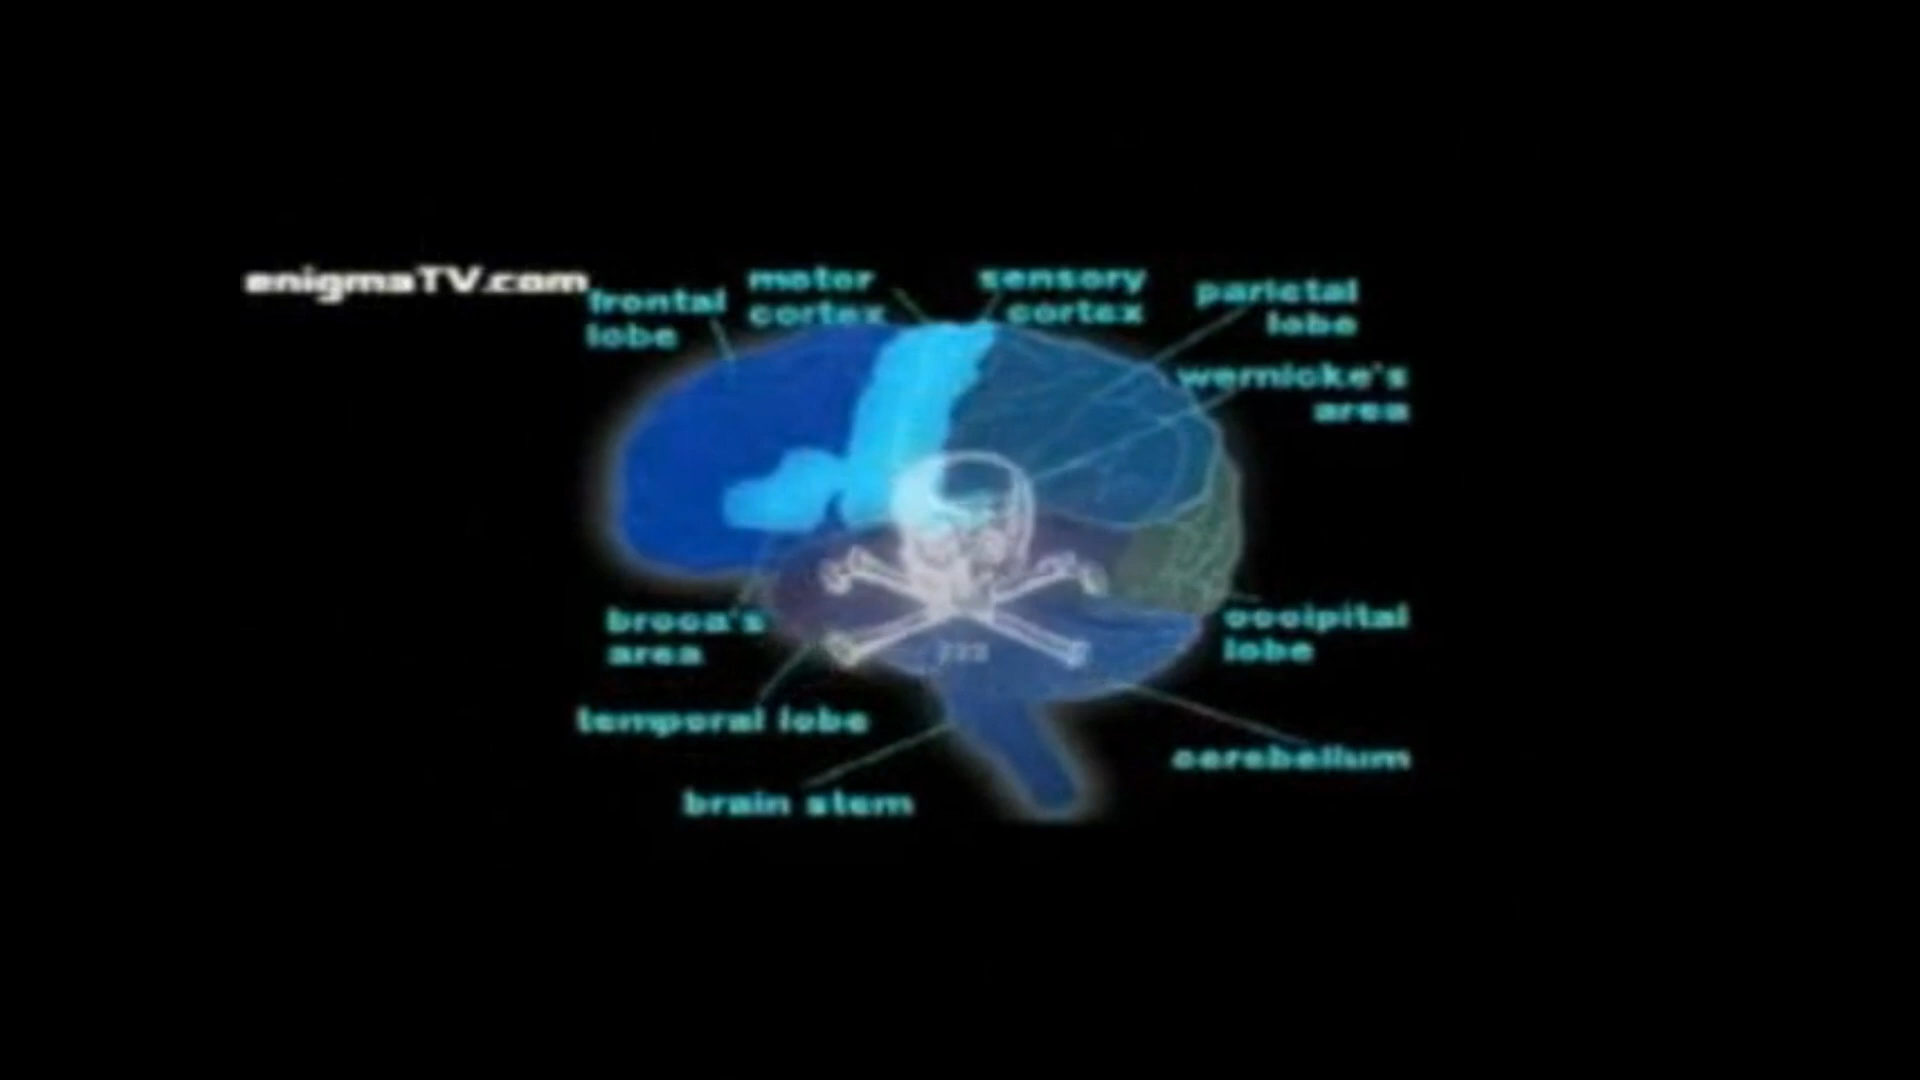 enigmaTV.com
frontal
lobe
motor
cortex
sensory
cortex
parietal
lobe
wernicke's
area
broca's
area
occipital
lobe
temporal lobe
cerebellum
brain stem